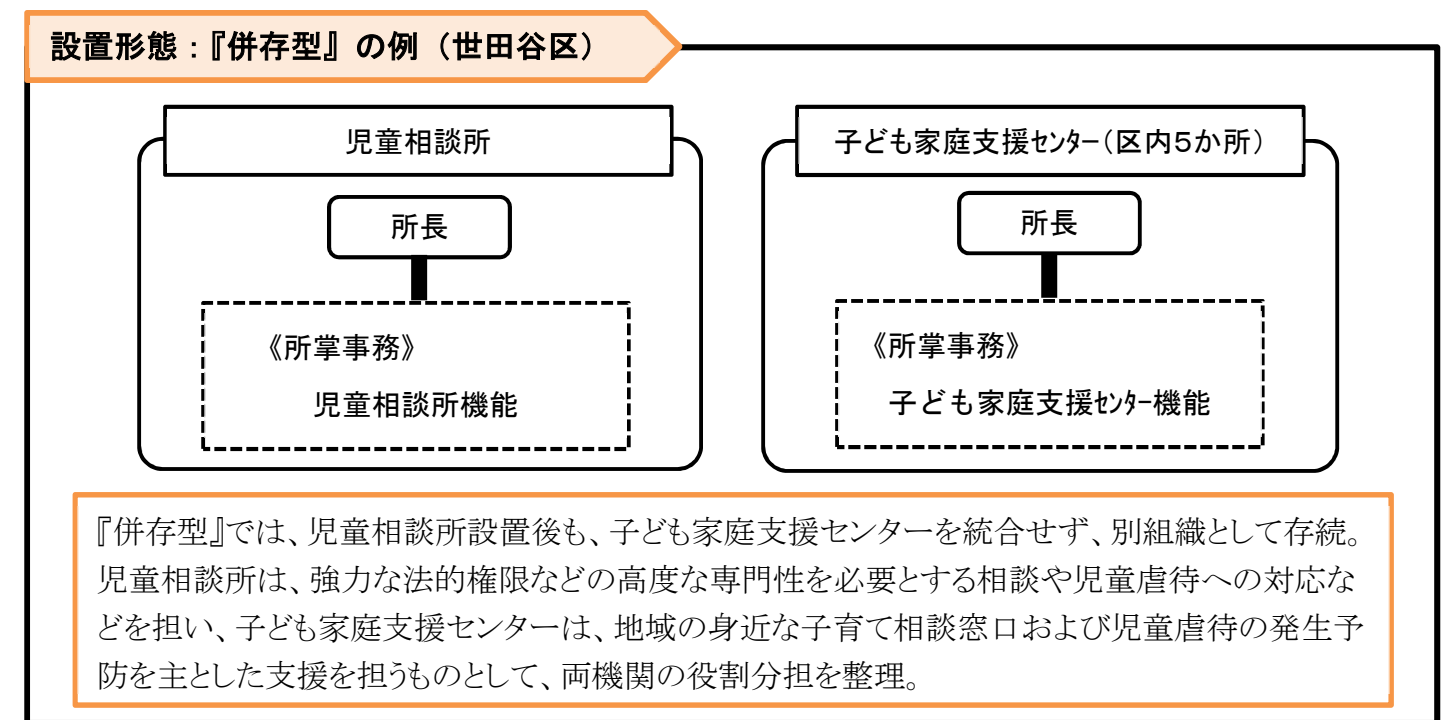 設置形態：『併存型』の例（世田谷区）
児童相談所
所長
《所掌事務》
児童相談所機能
子ども家庭支援ｾﾝﾀｰ（区内５か所）
所長
《所掌事務》
子ども家庭支援ｾﾝﾀｰ機能
『併存型』では、児童相談所設置後も、子ども家庭支援センターを統合せず、別組織として存続。
児童相談所は、強力な法的権限などの高度な専門性を必要とする相談や児童虐待への対応な
どを担い、子ども家庭支援センターは、地域の身近な子育て相談窓口および児童虐待の発生予
防を主とした支援を担うものとして、両機関の役割分担を整理。